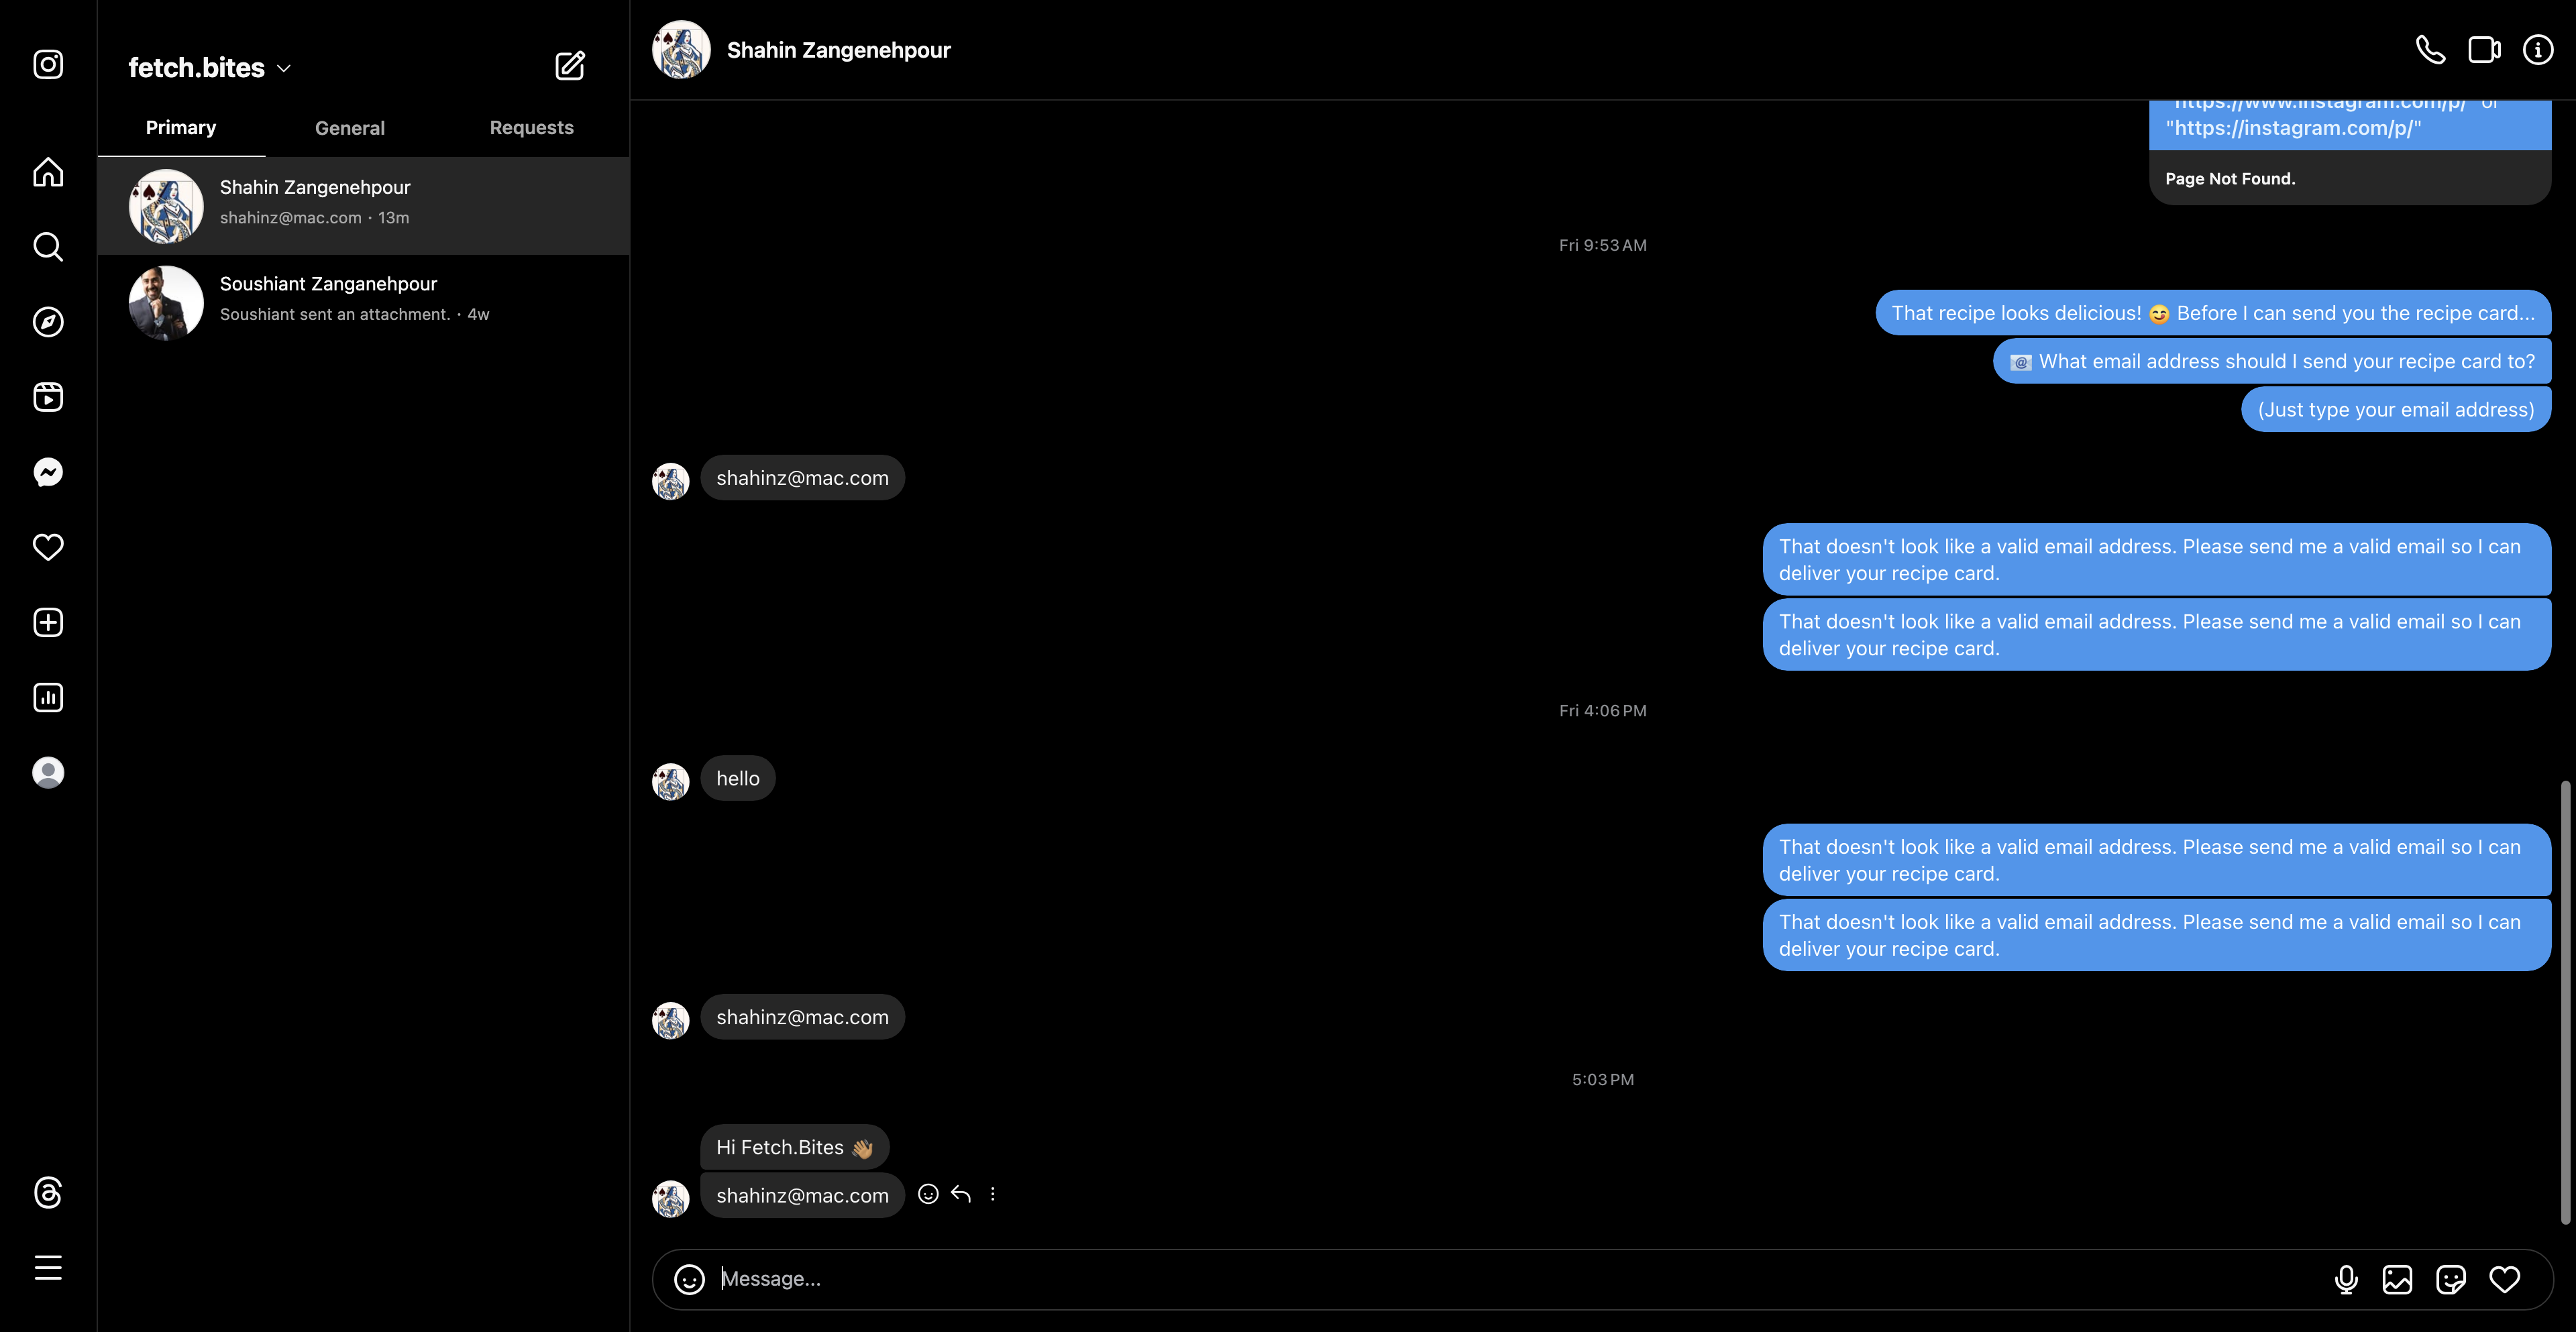 fetch.bites
Primary
General
Requests
Shahin Zangenehpour
shahinz@mac.com · 13m
Soushiant Zanganehpour
Soushiant sent an attachment. · 4w
Shahin Zangenehpour
"https://www.instagram.com/p/" or
"https://instagram.com/p/"
Page Not Found.
Fri 9:53 AM
That recipe looks delicious! 😋 Before I can send you the recipe card...
📧 What email address should I send your recipe card to?
(Just type your email address)
shahinz@mac.com
That doesn't look like a valid email address. Please send me a valid email so I can
deliver your recipe card.
That doesn't look like a valid email address. Please send me a valid email so I can
deliver your recipe card.
Fri 4:06 PM
hello
That doesn't look like a valid email address. Please send me a valid email so I can
deliver your recipe card.
That doesn't look like a valid email address. Please send me a valid email so I can
deliver your recipe card.
shahinz@mac.com
5:03 PM
Hi Fetch.Bites 👋🏽
shahinz@mac.com
Message...